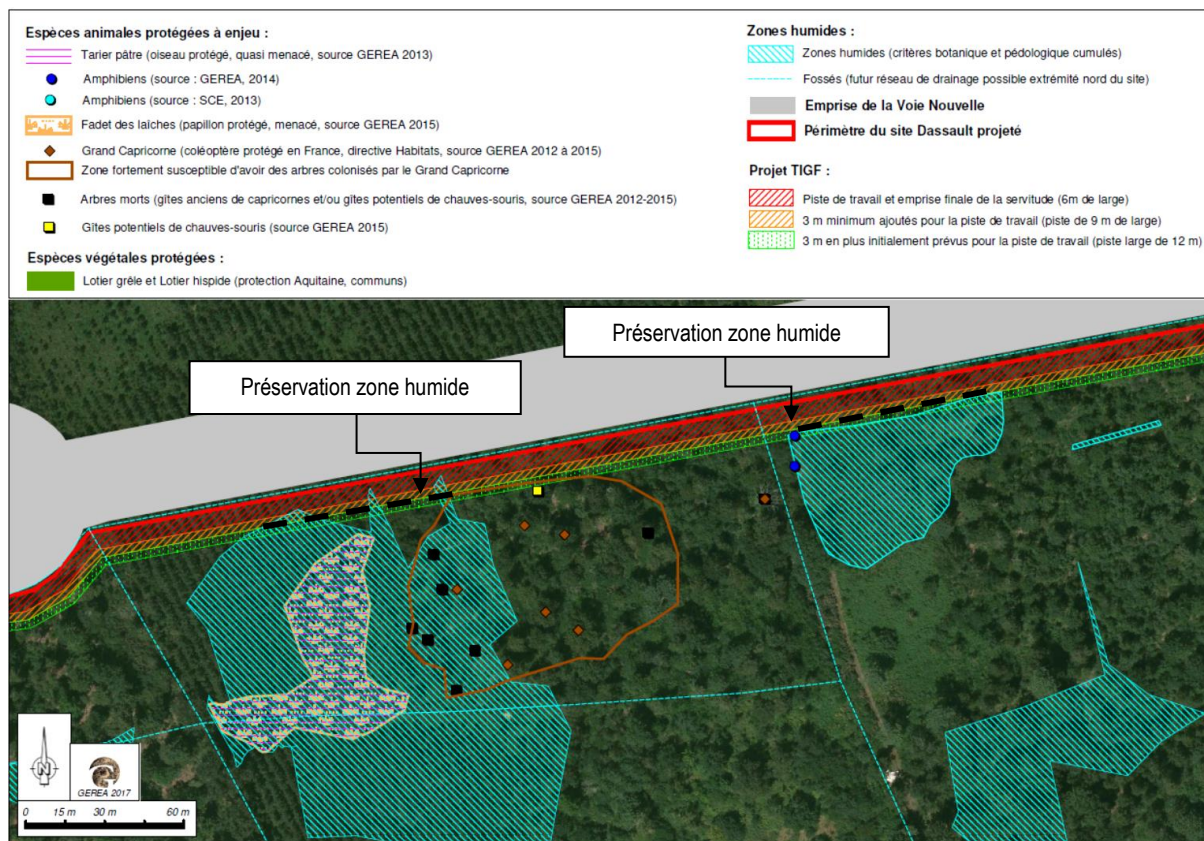 Espèces animales protégées à enjeu :
Tarier pâtre (oiseau protégé, quasi menacé, source GEREA 2013)
Amphibiens (source : GEREA, 2014)
Amphibiens (source : SCE, 2013)
Fadet des laîches (papillon protégé, menacé, source GEREA 2015)
Grand Capricorne (coléoptère protégé en France, directive Habitats, source GEREA 2012 à 2015)
Zone fortement susceptible d'avoir des arbres colonisés par le Grand Capricorne
Arbres morts (gîtes anciens de capricornes et/ou gîtes potentiels de chauves-souris, source GEREA 2012-2015)
Gîtes potentiels de chauves-souris (source GEREA 2015)
Espèces végétales protégées :
Lotier grêle et Lotier hispide (protection Aquitaine, communs)
Zones humides :
Zones humides (critères botanique et pédologique cumulés)
Fossés (futur réseau de drainage possible extrémité nord du site)
Emprise de la Voie Nouvelle
Périmètre du site Dassault projeté
Projet TIGF :
Piste de travail et emprise finale de la servitude (6m de large)
3 m minimum ajoutés pour la piste de travail (piste de 9 m de large)
3 m en plus initialement prévus pour la piste de travail (piste large de 12 m)
Préservation zone humide
Préservation zone humide
N
GEREA 2017
0 15 m 30 m 60 m